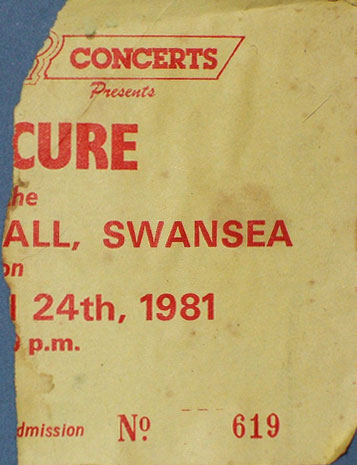 CONCERTS
Presents
CURE
he
ALL, SWANSEA
on
l 24th, 1981
p.m.
dmission Nº 619